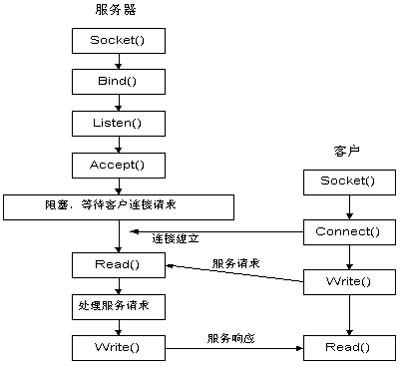 服务器
Socket()
Bind()
Listen()
Accept()
阻塞，等待客户连接请求
客户
Socket()
连接建立
Connect()
Read()
服务请求
Write()
处理服务请求
Write()
服务响应
Read()